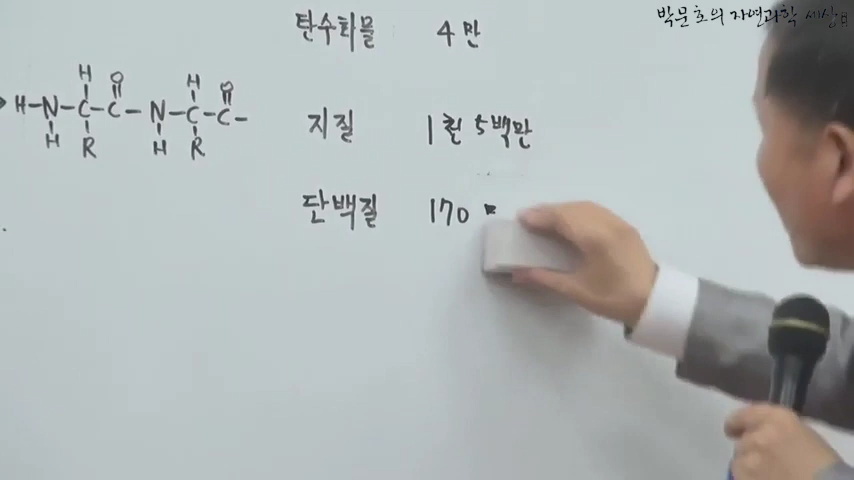 박문호의 자연과학 세상
탄수화물 4만
지질 1천 5백만
단백질 170
H O H O
H-N-C-C-N-C-C-
H R H R